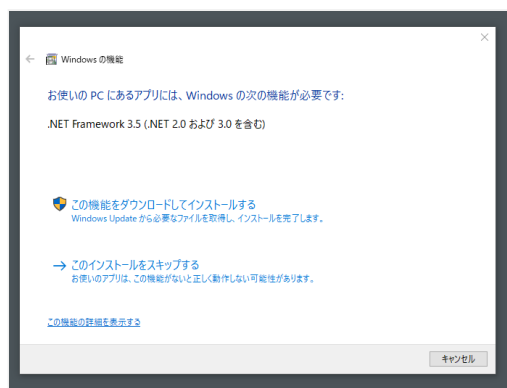 Windows の機能
お使いの PC にあるアプリには、Windows の次の機能が必要です:
.NET Framework 3.5 (.NET 2.0 および 3.0 を含む)
この機能をダウンロードしてインストールする
Windows Update から必要なファイルを取得し、インストールを完了します。
このインストールをスキップする
お使いのアプリは、この機能がないと正しく動作しない可能性があります。
この機能の詳細を表示する
キャンセル